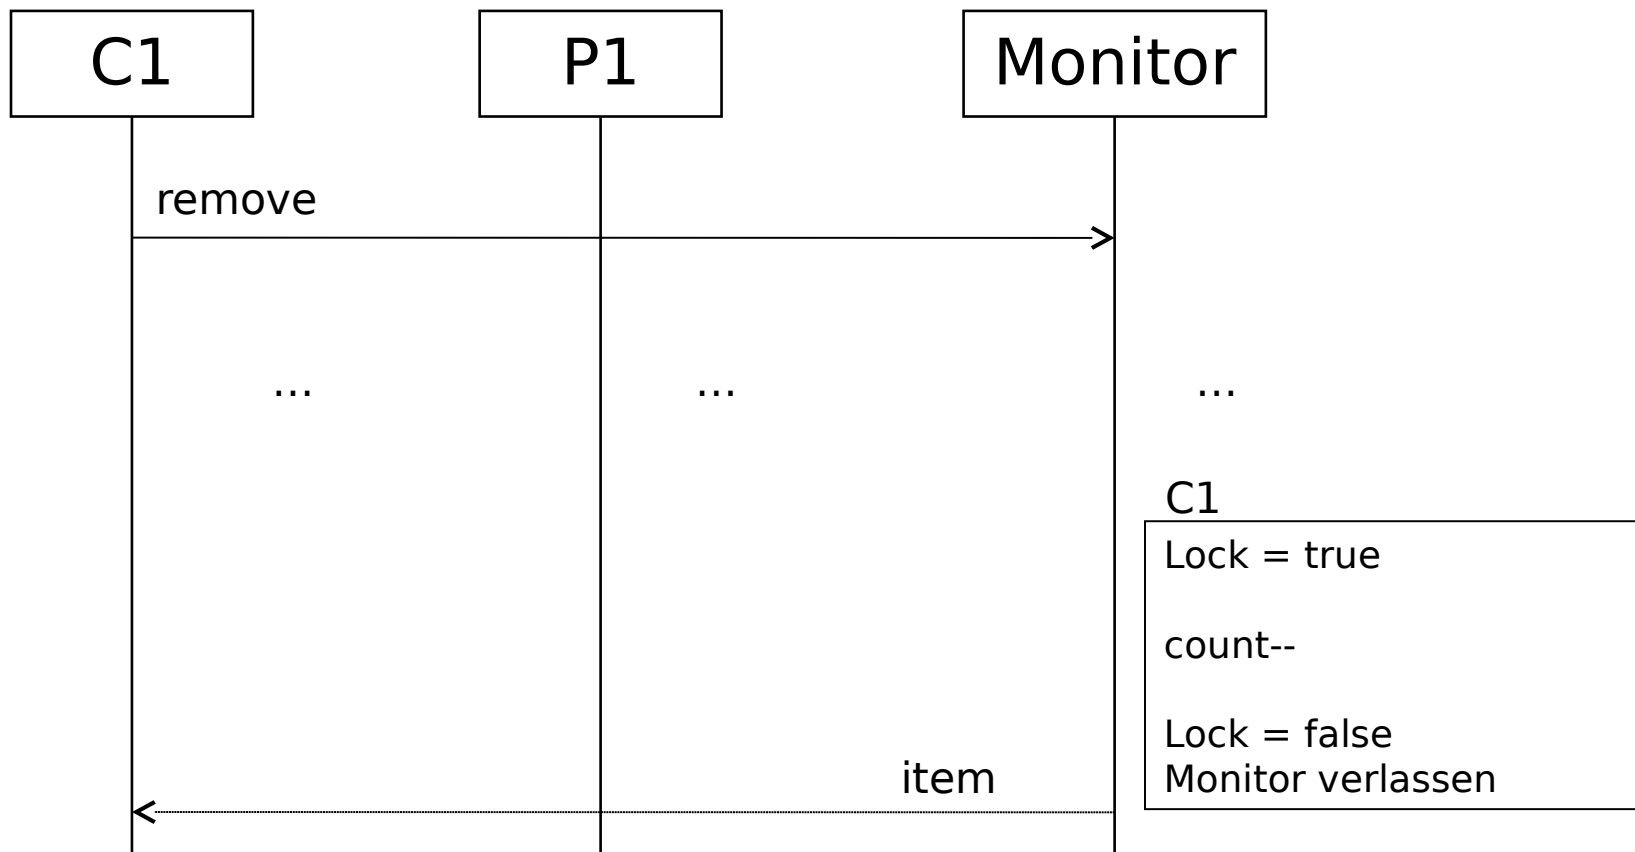 C1
P1
Monitor
remove
... ... ...
C1
Lock = true
count--
Lock = false
Monitor verlassen
item